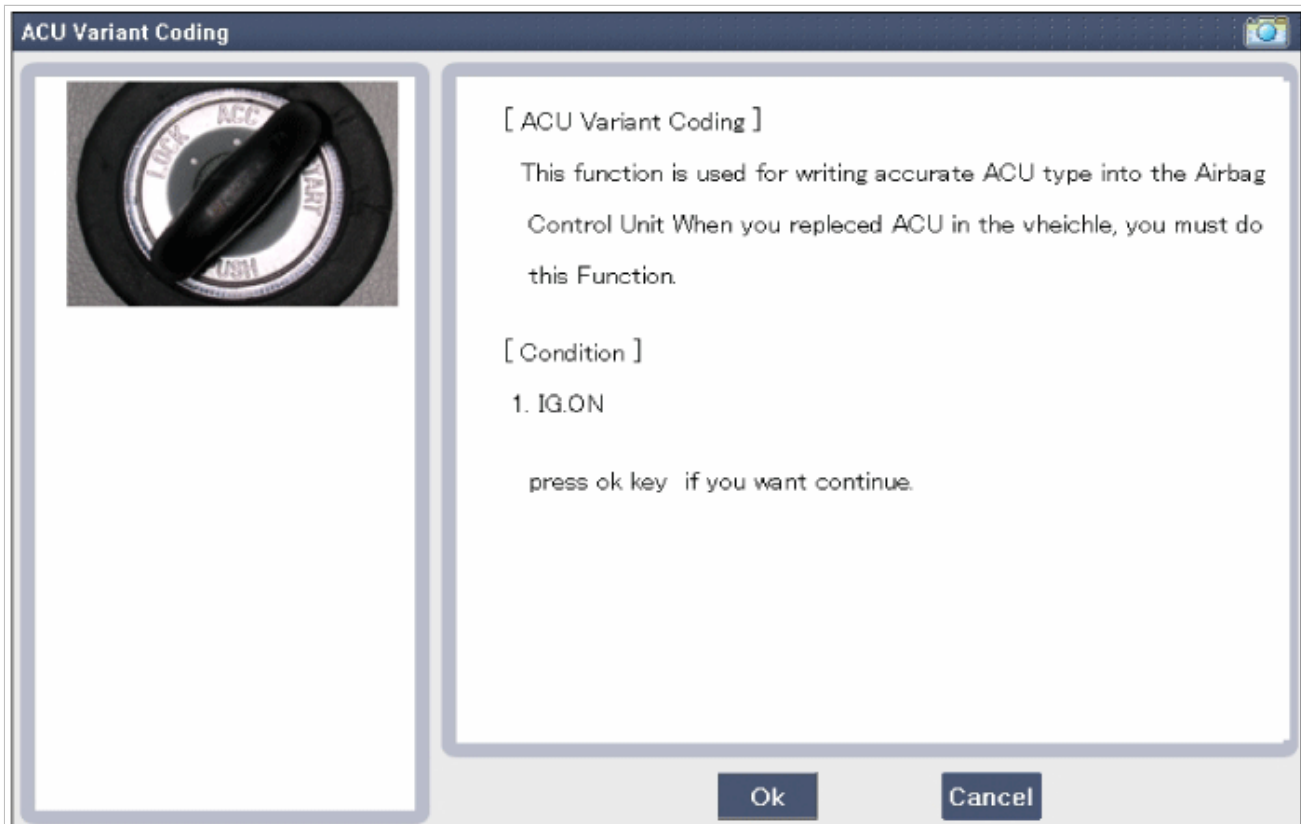 ACU Variant Coding
LOCK
ACC
START
PUSH
[ ACU Variant Coding ]
This function is used for writing accurate ACU type into the Airbag
Control Unit When you repleced ACU in the vheichle, you must do
this Function.
[ Condition ]
1. IG.ON
press ok key if you want continue.
Ok
Cancel